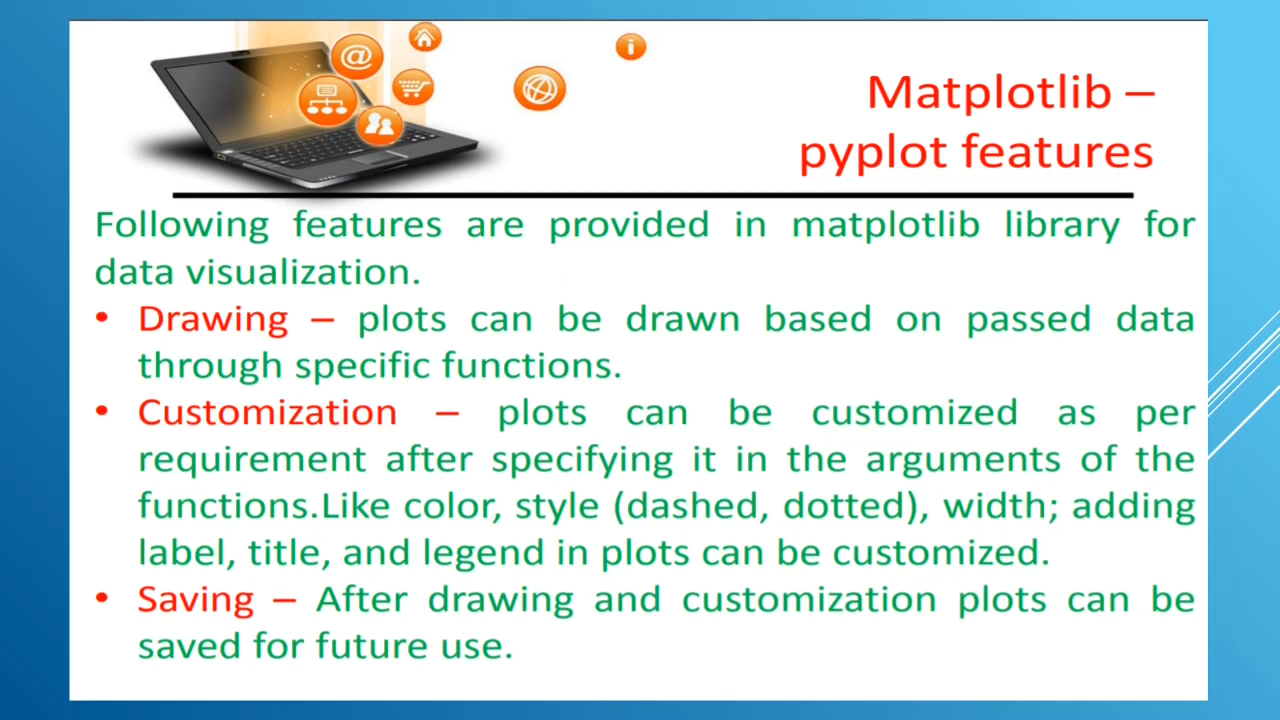 Matplotlib –
pyplot features
Following features are provided in matplotlib library for
data visualization.
• Drawing – plots can be drawn based on passed data
through specific functions.
• Customization – plots can be customized as per
requirement after specifying it in the arguments of the
functions.Like color, style (dashed, dotted), width; adding
label, title, and legend in plots can be customized.
• Saving – After drawing and customization plots can be
saved for future use.